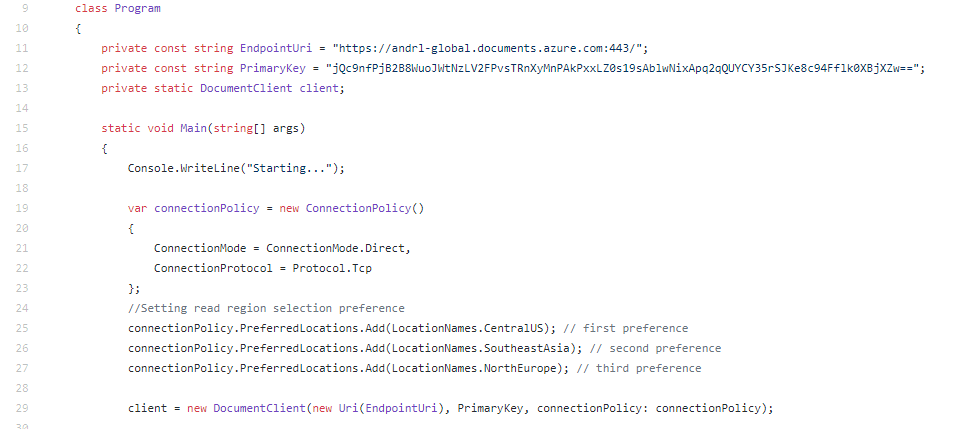 9 class Program
10 {
11 private const string EndpointUri = "https://andrl-global.documents.azure.com:443/";
12 private const string PrimaryKey = "jQc9nfPjB2B8WuoJWtNzLV2FPvsTRnXyMnPAkPxxLZ0s19sAblwNixApq2qQUYCY35rSJKe8c94Fflk0XBjXZw==";
13 private static DocumentClient client;
14
15 static void Main(string[] args)
16 {
17 Console.WriteLine("Starting...");
18
19 var connectionPolicy = new ConnectionPolicy()
20 {
21 ConnectionMode = ConnectionMode.Direct,
22 ConnectionProtocol = Protocol.Tcp
23 };
24 //Setting read region selection preference
25 connectionPolicy.PreferredLocations.Add(LocationNames.CentralUS); // first preference
26 connectionPolicy.PreferredLocations.Add(LocationNames.SoutheastAsia); // second preference
27 connectionPolicy.PreferredLocations.Add(LocationNames.NorthEurope); // third preference
28
29 client = new DocumentClient(new Uri(EndpointUri), PrimaryKey, connectionPolicy: connectionPolicy);
30